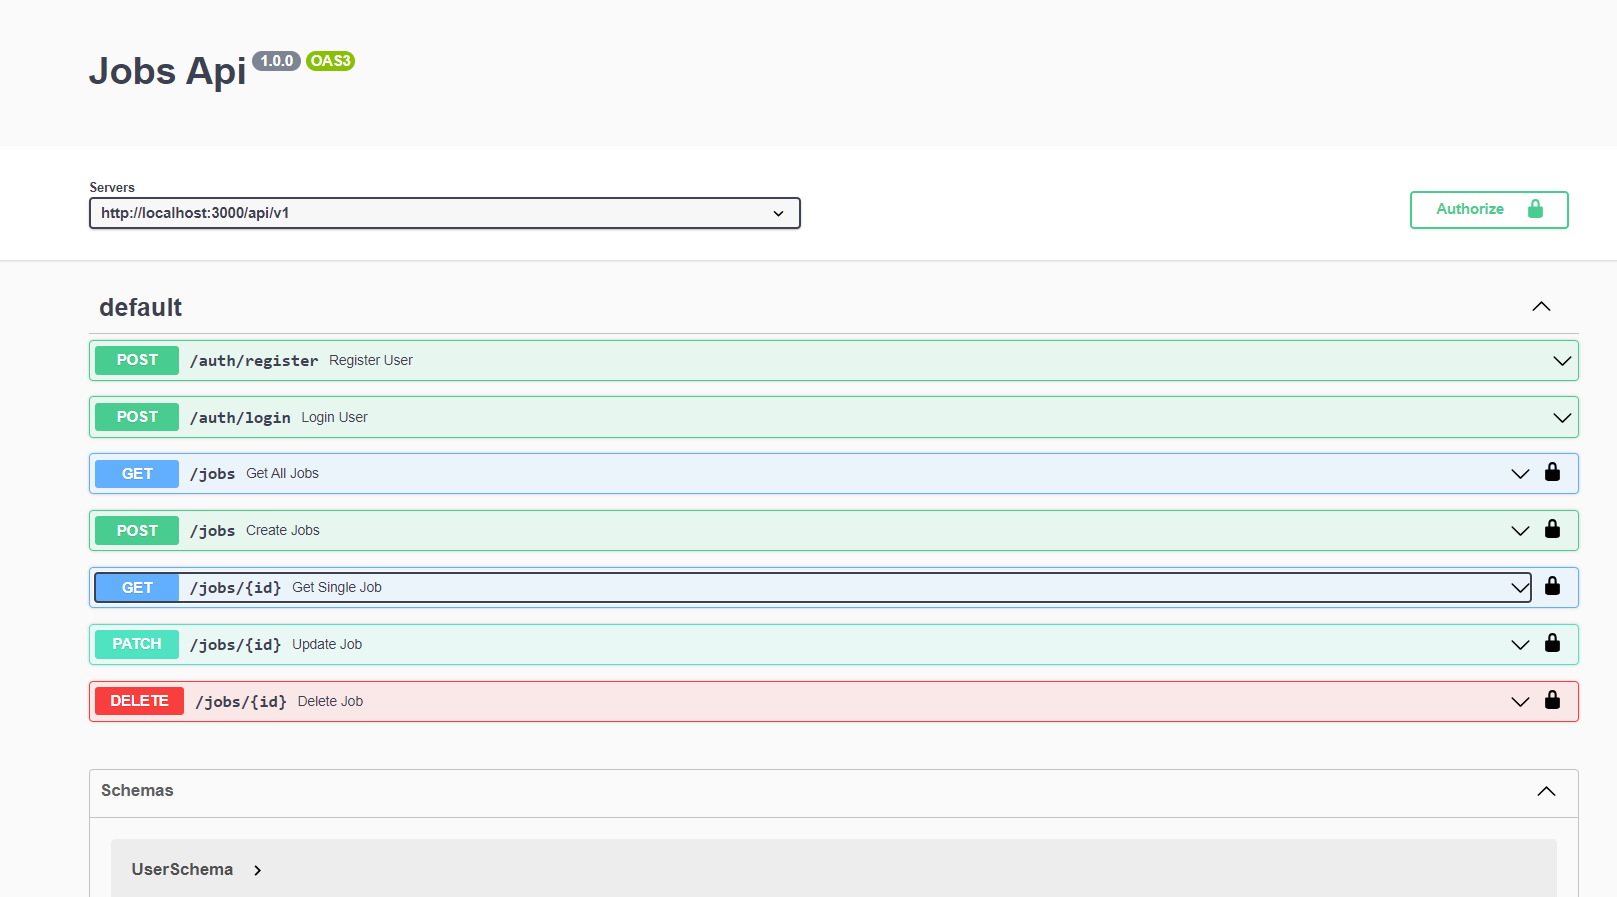 Jobs Api 1.0.0 OAS3
Servers
http://localhost:3000/api/v1
Authorize
default
POST /auth/register Register User
POST /auth/login Login User
GET /jobs Get All Jobs
POST /jobs Create Jobs
GET /jobs/{id} Get Single Job
PATCH /jobs/{id} Update Job
DELETE /jobs/{id} Delete Job
Schemas
UserSchema